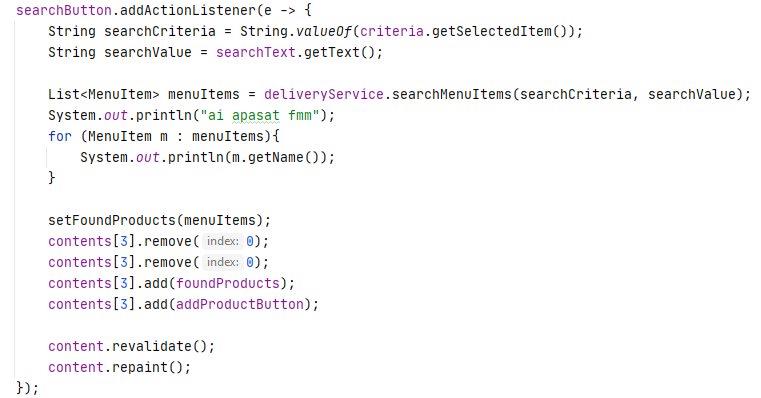 searchButton.addActionListener(e -> {
    String searchCriteria = String.valueOf(criteria.getSelectedItem());
    String searchValue = searchText.getText();

    List<MenuItem> menuItems = deliveryService.searchMenuItems(searchCriteria, searchValue);
    System.out.println("ai apasat fmm");
    for (MenuItem m : menuItems){
        System.out.println(m.getName());
    }

    setFoundProducts(menuItems);
    contents[3].remove( index: 0);
    contents[3].remove( index: 0);
    contents[3].add(foundProducts);
    contents[3].add(addProductButton);

    content.revalidate();
    content.repaint();
});